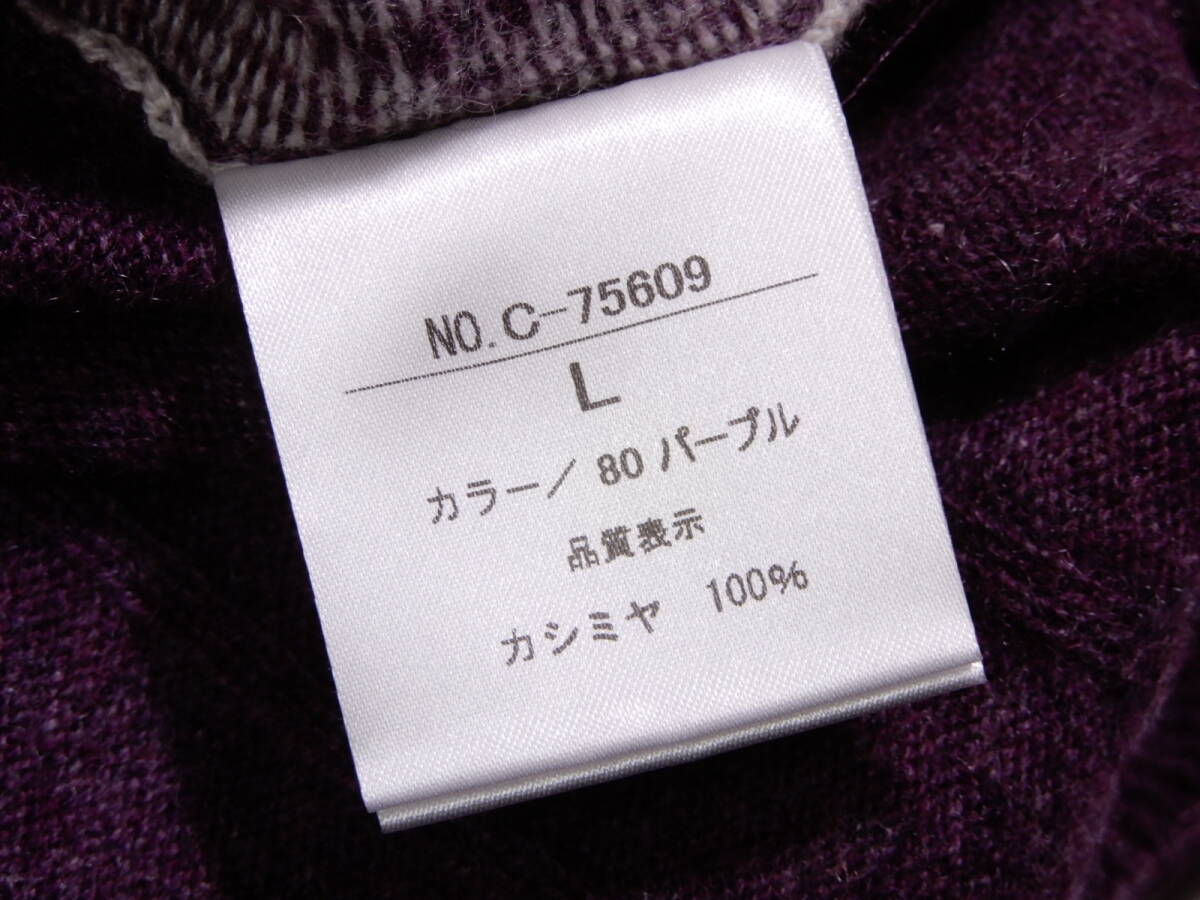 NO.C-75609
L
カラー/ 80 パープル
品質表示
カシミヤ 100%